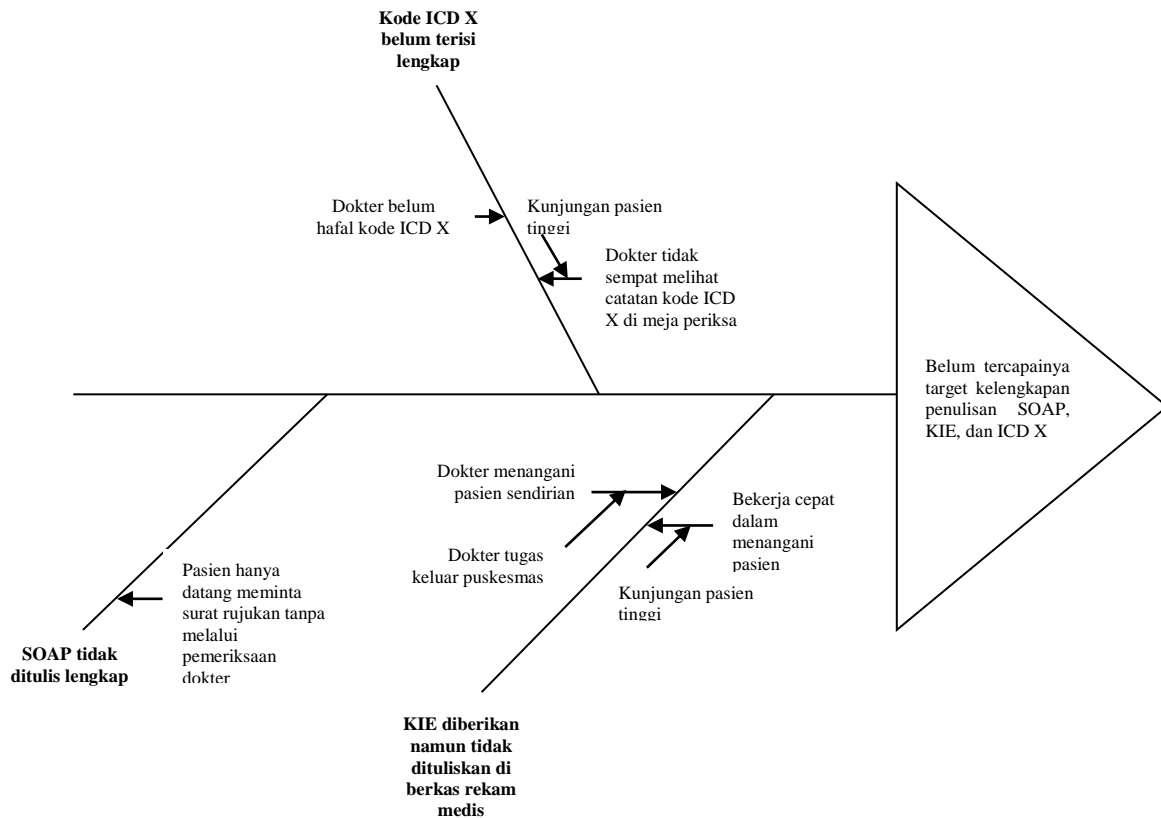 Kode ICD X
belum terisi
lengkap
Dokter belum
hafal kode ICD X
Kunjungan pasien
tinggi
Dokter tidak
sempat melihat
catatan kode ICD
X di meja periksa
Belum tercapainya
target kelengkapan
penulisan SOAP,
KIE, dan ICD X
Dokter menangani
pasien sendirian
Bekerja cepat
dalam
menangani
pasien
Dokter tugas
keluar puskesmas
Kunjungan pasien
tinggi
Pasien hanya
datang meminta
surat rujukan tanpa
melalui
pemeriksaan
dokter
SOAP tidak
ditulis lengkap
KIE diberikan
namun tidak
dituliskan di
berkas rekam
medis